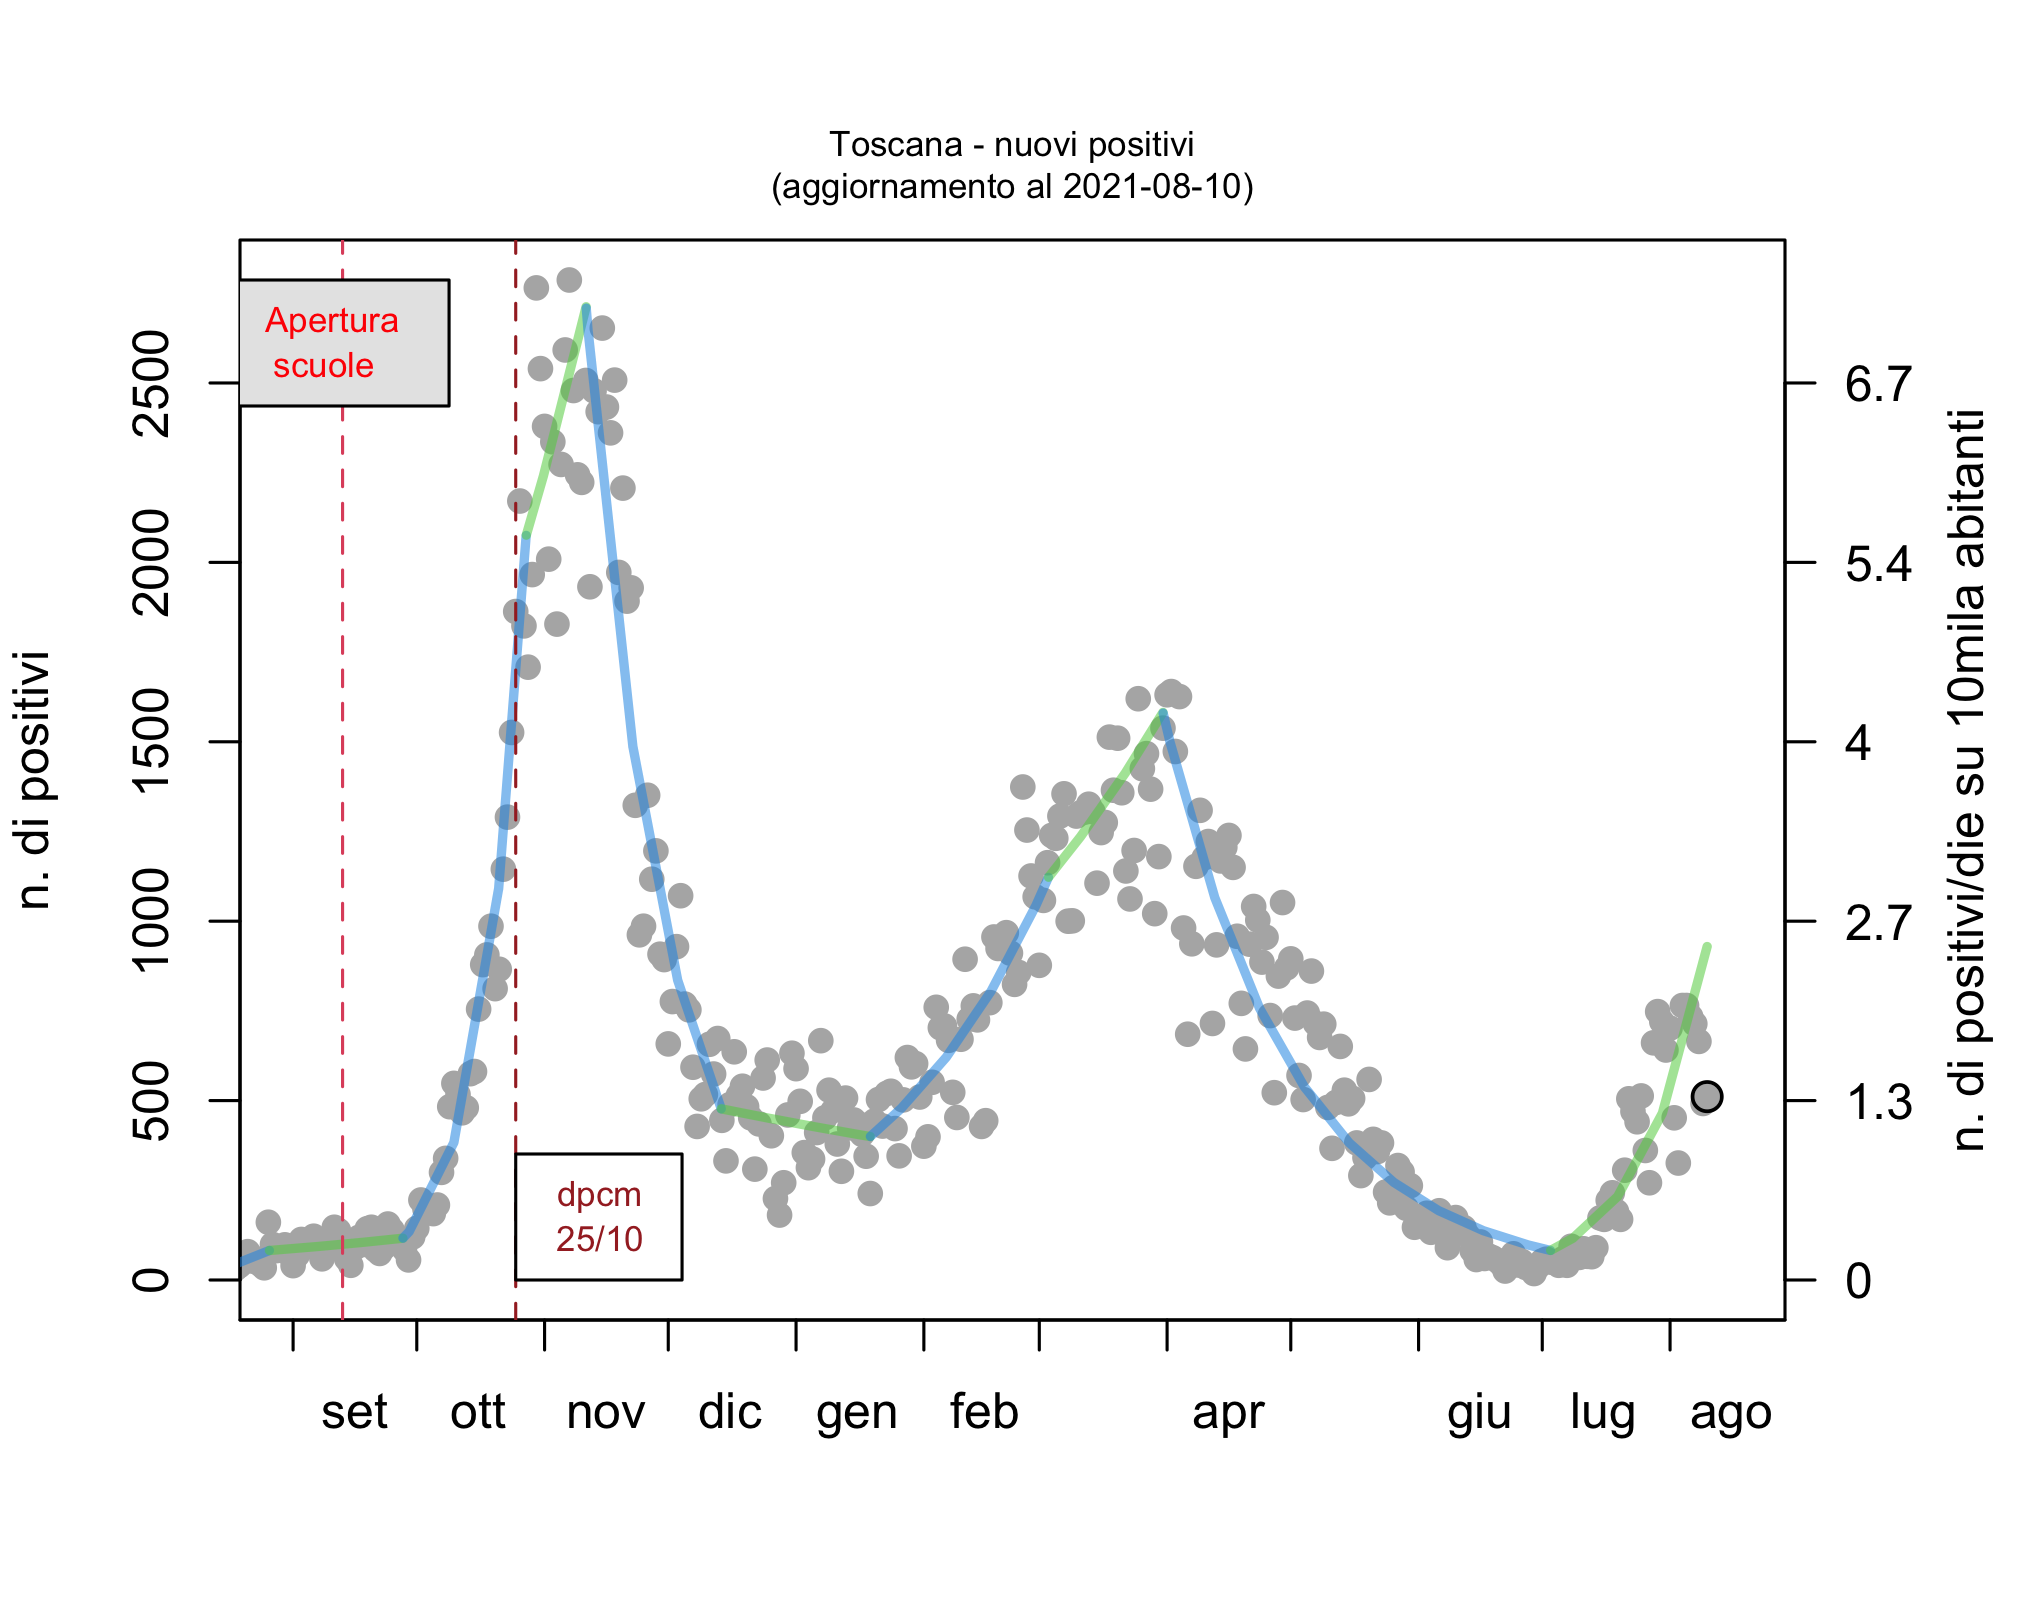 Toscana - nuovi positivi
(aggiornamento al 2021-08-10)
Apertura
scuole
dpcm
25/10
n. di positivi
2500
2000
1500
1000
500
0
6.7
5.4
4
2.7
1.3
0
n. di positivi/die su 10mila abitanti
set ott nov dic gen feb apr giu lug ago